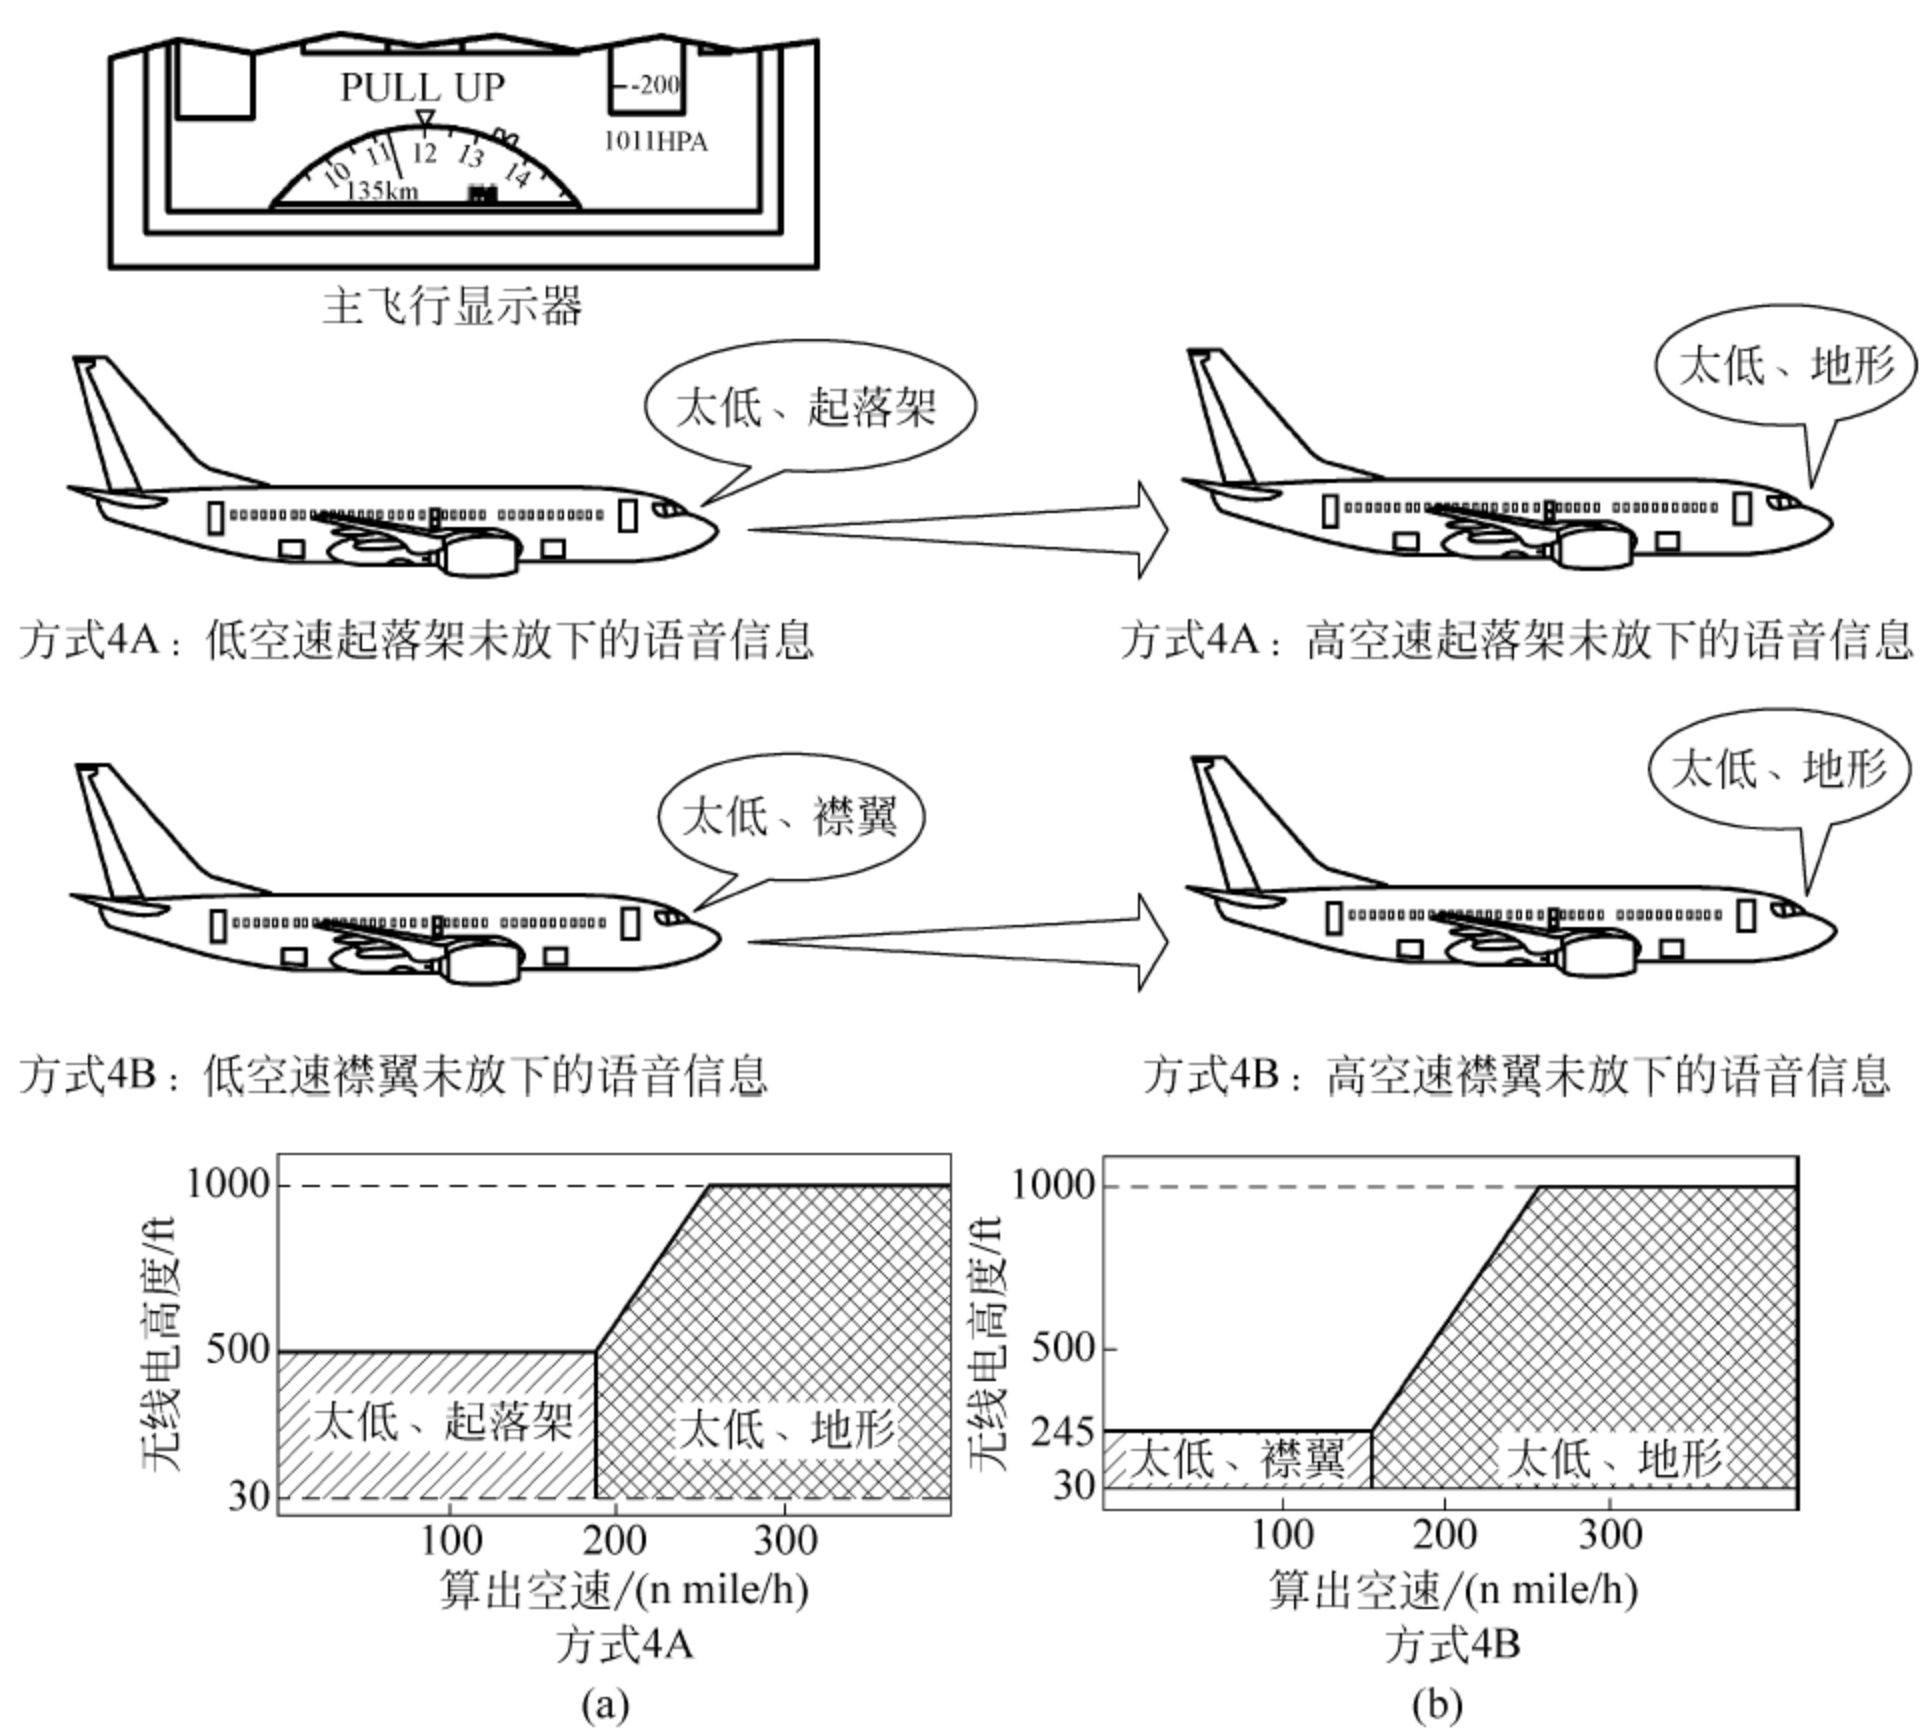 PULL UP
-200
1011HPA
10 11 12 13 14
135km
主飞行显示器
太低、起落架
太低、地形
方式4A：低空速起落架未放下的语音信息
方式4A：高空速起落架未放下的语音信息
太低、襟翼
太低、地形
方式4B：低空速襟翼未放下的语音信息
方式4B：高空速襟翼未放下的语音信息
无线电高度/ft
1000
500
30
太低、起落架
太低、地形
100 200 300
算出空速/(n mile/h)
方式4A
(a)
无线电高度/ft
1000
500
245
30
太低、襟翼
太低、地形
100 200 300
算出空速/(n mile/h)
方式4B
(b)